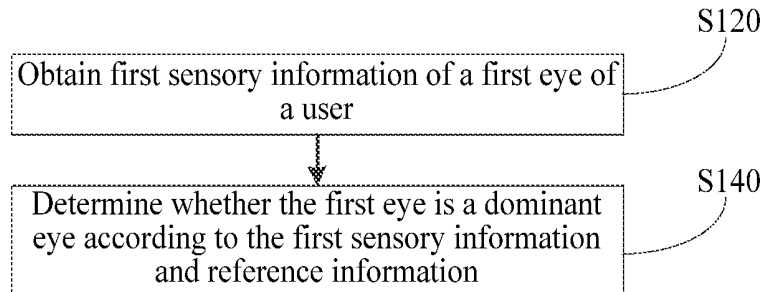 S120
Obtain first sensory information of a first eye of
a user
S140
Determine whether the first eye is a dominant
eye according to the first sensory information
and reference information